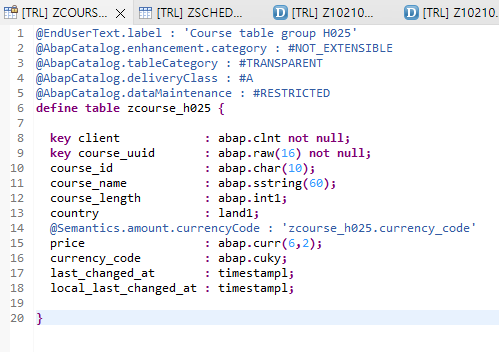 [TRL] ZCOURS... [TRL] ZSCHED... [TRL] Z10210... [TRL] Z10210...
1 @EndUserText.label : 'Course table group H025'
2 @AbapCatalog.enhancement.category : #NOT_EXTENSIBLE
3 @AbapCatalog.tableCategory : #TRANSPARENT
4 @AbapCatalog.deliveryClass : #A
5 @AbapCatalog.dataMaintenance : #RESTRICTED
6 define table zcourse_h025 {
7
8 key client : abap.clnt not null;
9 key course_uuid : abap.raw(16) not null;
10 course_id : abap.char(10);
11 course_name : abap.sstring(60);
12 course_length : abap.int1;
13 country : land1;
14 @Semantics.amount.currencyCode : 'zcourse_h025.currency_code'
15 price : abap.curr(6,2);
16 currency_code : abap.cuky;
17 last_changed_at : timestampl;
18 local_last_changed_at : timestampl;
19
20 }